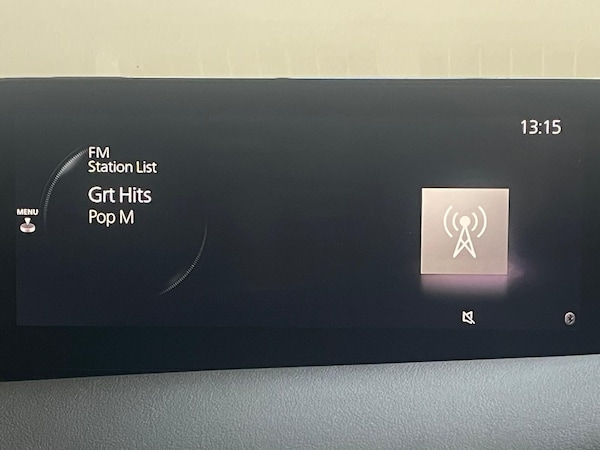 13:15
FM
Station List
Grt Hits
Pop M
MENU